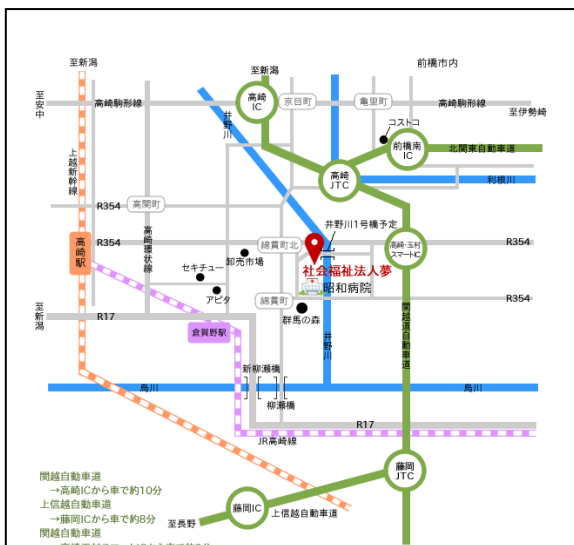 至新潟
至新潟
前橋市内
至安中
高崎駒形線
高崎IC
京目町
亀里町
高崎駒形線
至伊勢崎
井野川
コストコ
前橋南IC
北関東自動車道
上越新幹線
高崎JTC
利根川
R354
高関町
井野川1号橋予定
R354
高崎環状線
綿貫町北
高崎・玉村スマートIC
R354
高崎駅
卸売市場
社会福祉法人夢
セキチュー
昭和病院
アピタ
綿貫町
R354
至新潟
R17
群馬の森
関越道自動車道
倉賀野駅
井野川
新柳瀬橋
烏川
烏川
柳瀬橋
R17
JR高崎線
藤岡JTC
関越自動車道
→高崎ICから車で約10分
上信越自動車道
→藤岡ICから車で約8分
関越自動車道
藤岡IC
上信越自動車道
至長野